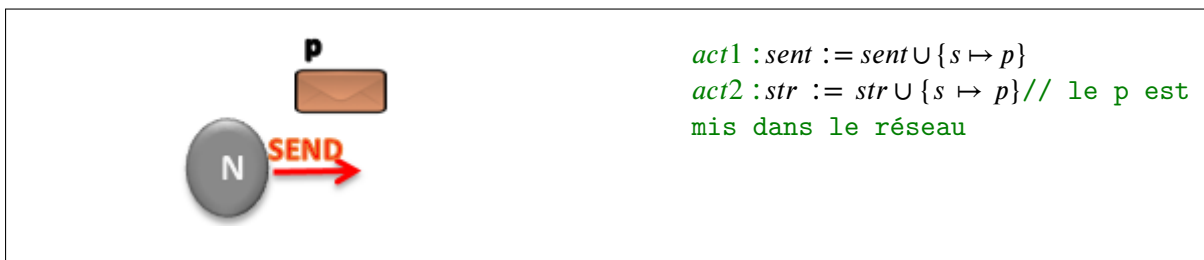 p
SEND
N
act1 : sent := sent ∪ {s ↦ p}
act2 : str := str ∪ {s ↦ p}// le p est
mis dans le réseau